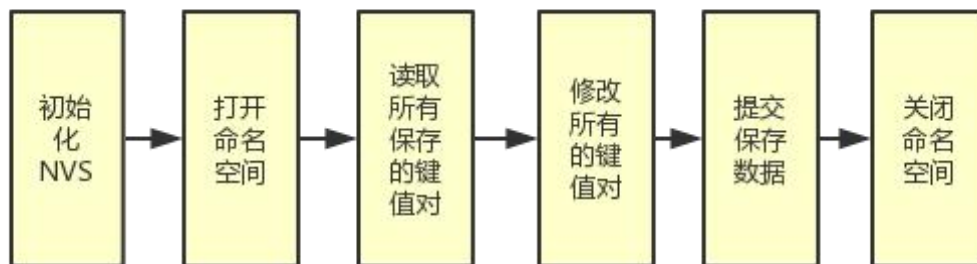 初始
化
NVS
打开
命名
空间
读取
所有
保存
的键
值对
修改
所有
的键
值对
提交
保存
数据
关闭
命名
空间